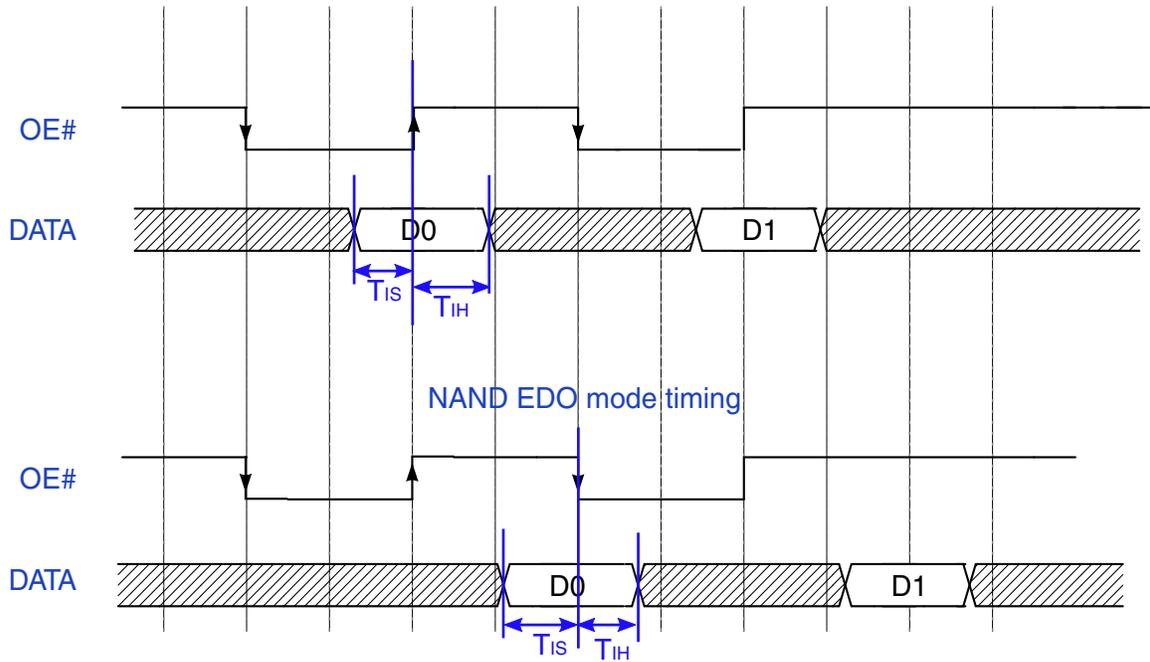 OE#
DATA D0 D1
TIS
TIH
NAND EDO mode timing
OE#
DATA D0 D1
TIS
TIH